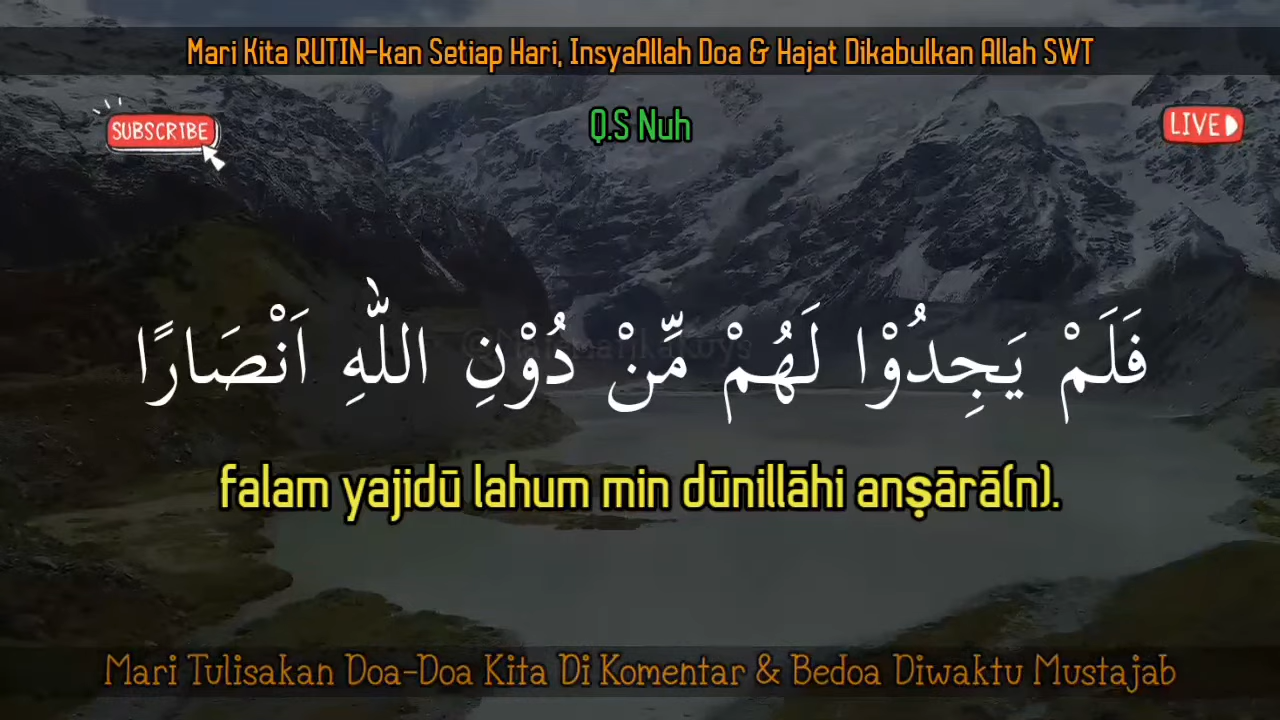 Mari Kita RUTIN-kan Setiap Hari, InsyaAllah Doa & Hajat Dikabulkan Allah SWT
SUBSCRIBE
Q.S Nuh
LIVE
فَلَمْ يَجِدُوْا لَهُمْ مِّنْ دُوْنِ اللّٰهِ اَنْصَارًا
falam yajidū lahum min dūnillāhi anṣārā(n).
Mari Tulisakan Doa-Doa Kita Di Komentar & Bedoa Diwaktu Mustajab